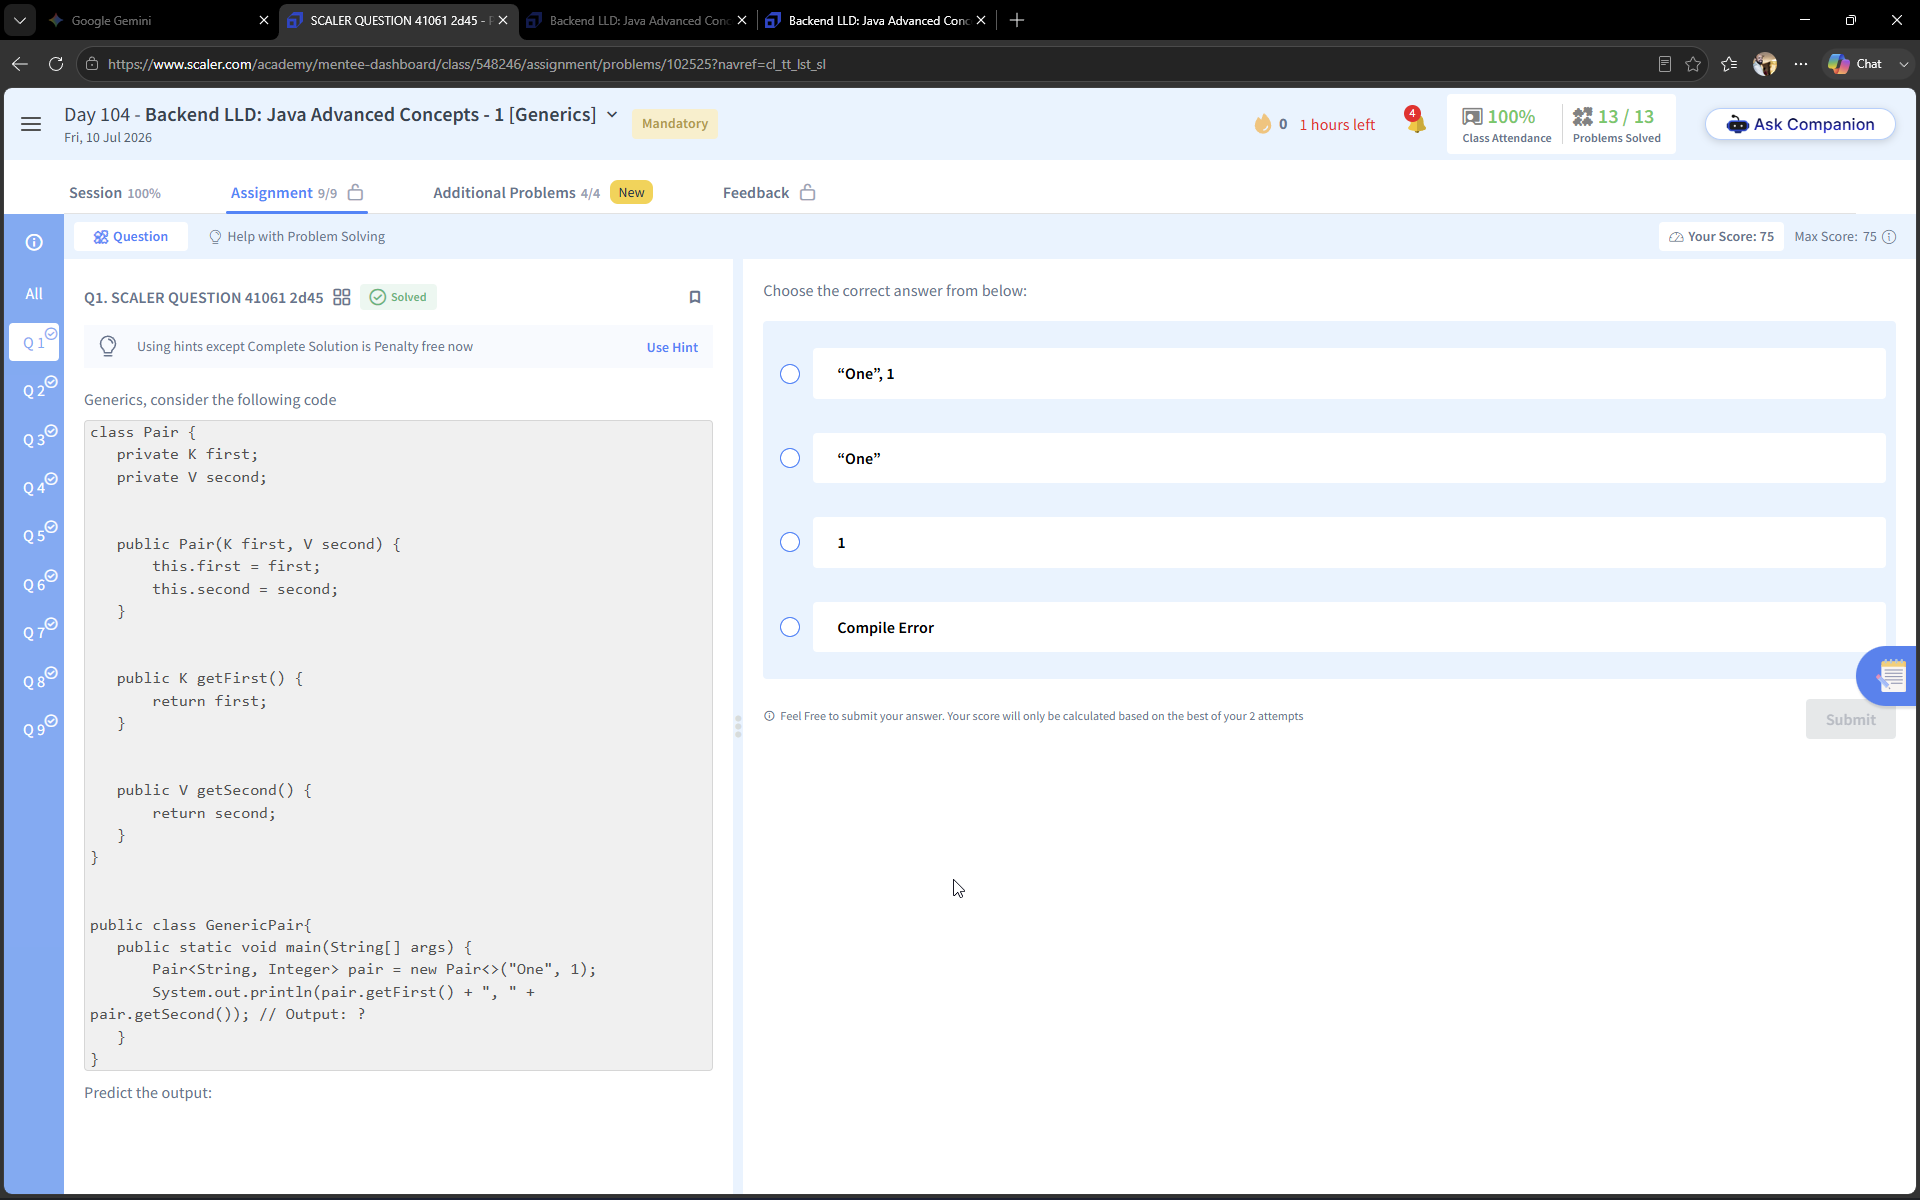 Google Gemini
SCALER QUESTION 41061 2d45 -
Backend LLD: Java Advanced Conc
Backend LLD: Java Advanced Conc
https://www.scaler.com/academy/mentee-dashboard/class/548246/assignment/problems/102525?navref=cl_tt_lst_sl
Chat
Day 104 - Backend LLD: Java Advanced Concepts - 1 [Generics]
Fri, 10 Jul 2026
Mandatory
0 1 hours left
4
100%
Class Attendance
13 / 13
Problems Solved
Ask Companion
Session 100%
Assignment 9/9
Additional Problems 4/4
New
Feedback
Question
Help with Problem Solving
Your Score: 75
Max Score: 75
All
Q 1
Q 2
Q 3
Q 4
Q 5
Q 6
Q 7
Q 8
Q 9
Q1. SCALER QUESTION 41061 2d45
Solved
Using hints except Complete Solution is Penalty free now
Use Hint
Generics, consider the following code
class Pair {
private K first;
private V second;
public Pair(K first, V second) {
this.first = first;
this.second = second;
}
public K getFirst() {
return first;
}
public V getSecond() {
return second;
}
}
public class GenericPair{
public static void main(String[] args) {
Pair<String, Integer> pair = new Pair<>("One", 1);
System.out.println(pair.getFirst() + ", " +
pair.getSecond()); // Output: ?
}
}
Predict the output:
Choose the correct answer from below:
“One”, 1
“One”
1
Compile Error
Feel Free to submit your answer. Your score will only be calculated based on the best of your 2 attempts
Submit